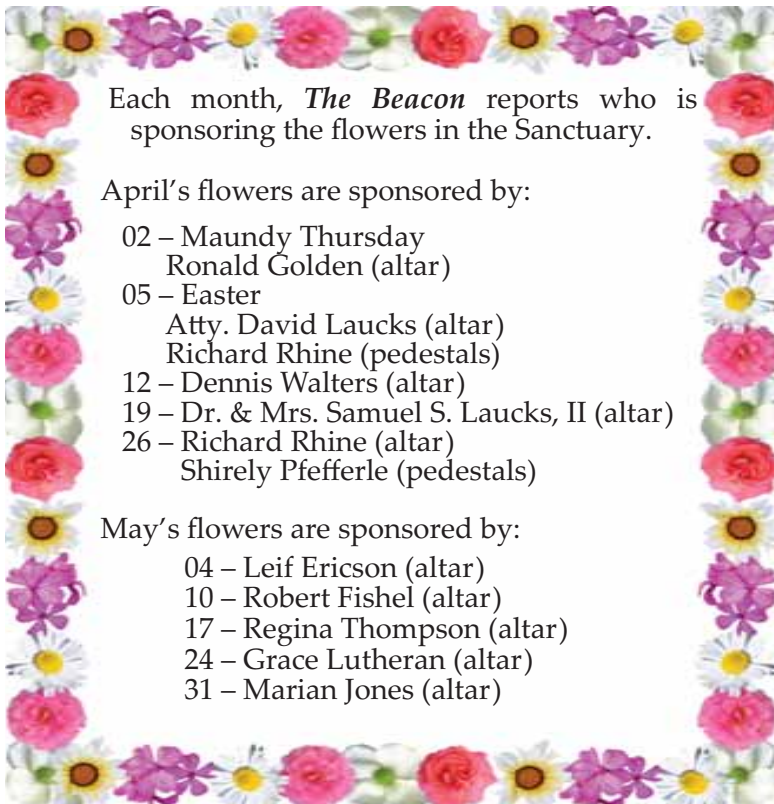 Each month, The Beacon reports who is
sponsoring the flowers in the Sanctuary.
April’s flowers are sponsored by:
02 – Maundy Thursday
Ronald Golden (altar)
05 – Easter
Atty. David Laucks (altar)
Richard Rhine (pedestals)
12 – Dennis Walters (altar)
19 – Dr. & Mrs. Samuel S. Laucks, II (altar)
26 – Richard Rhine (altar)
Shirely Pfefferle (pedestals)
May’s flowers are sponsored by:
04 – Leif Ericson (altar)
10 – Robert Fishel (altar)
17 – Regina Thompson (altar)
24 – Grace Lutheran (altar)
31 – Marian Jones (altar)